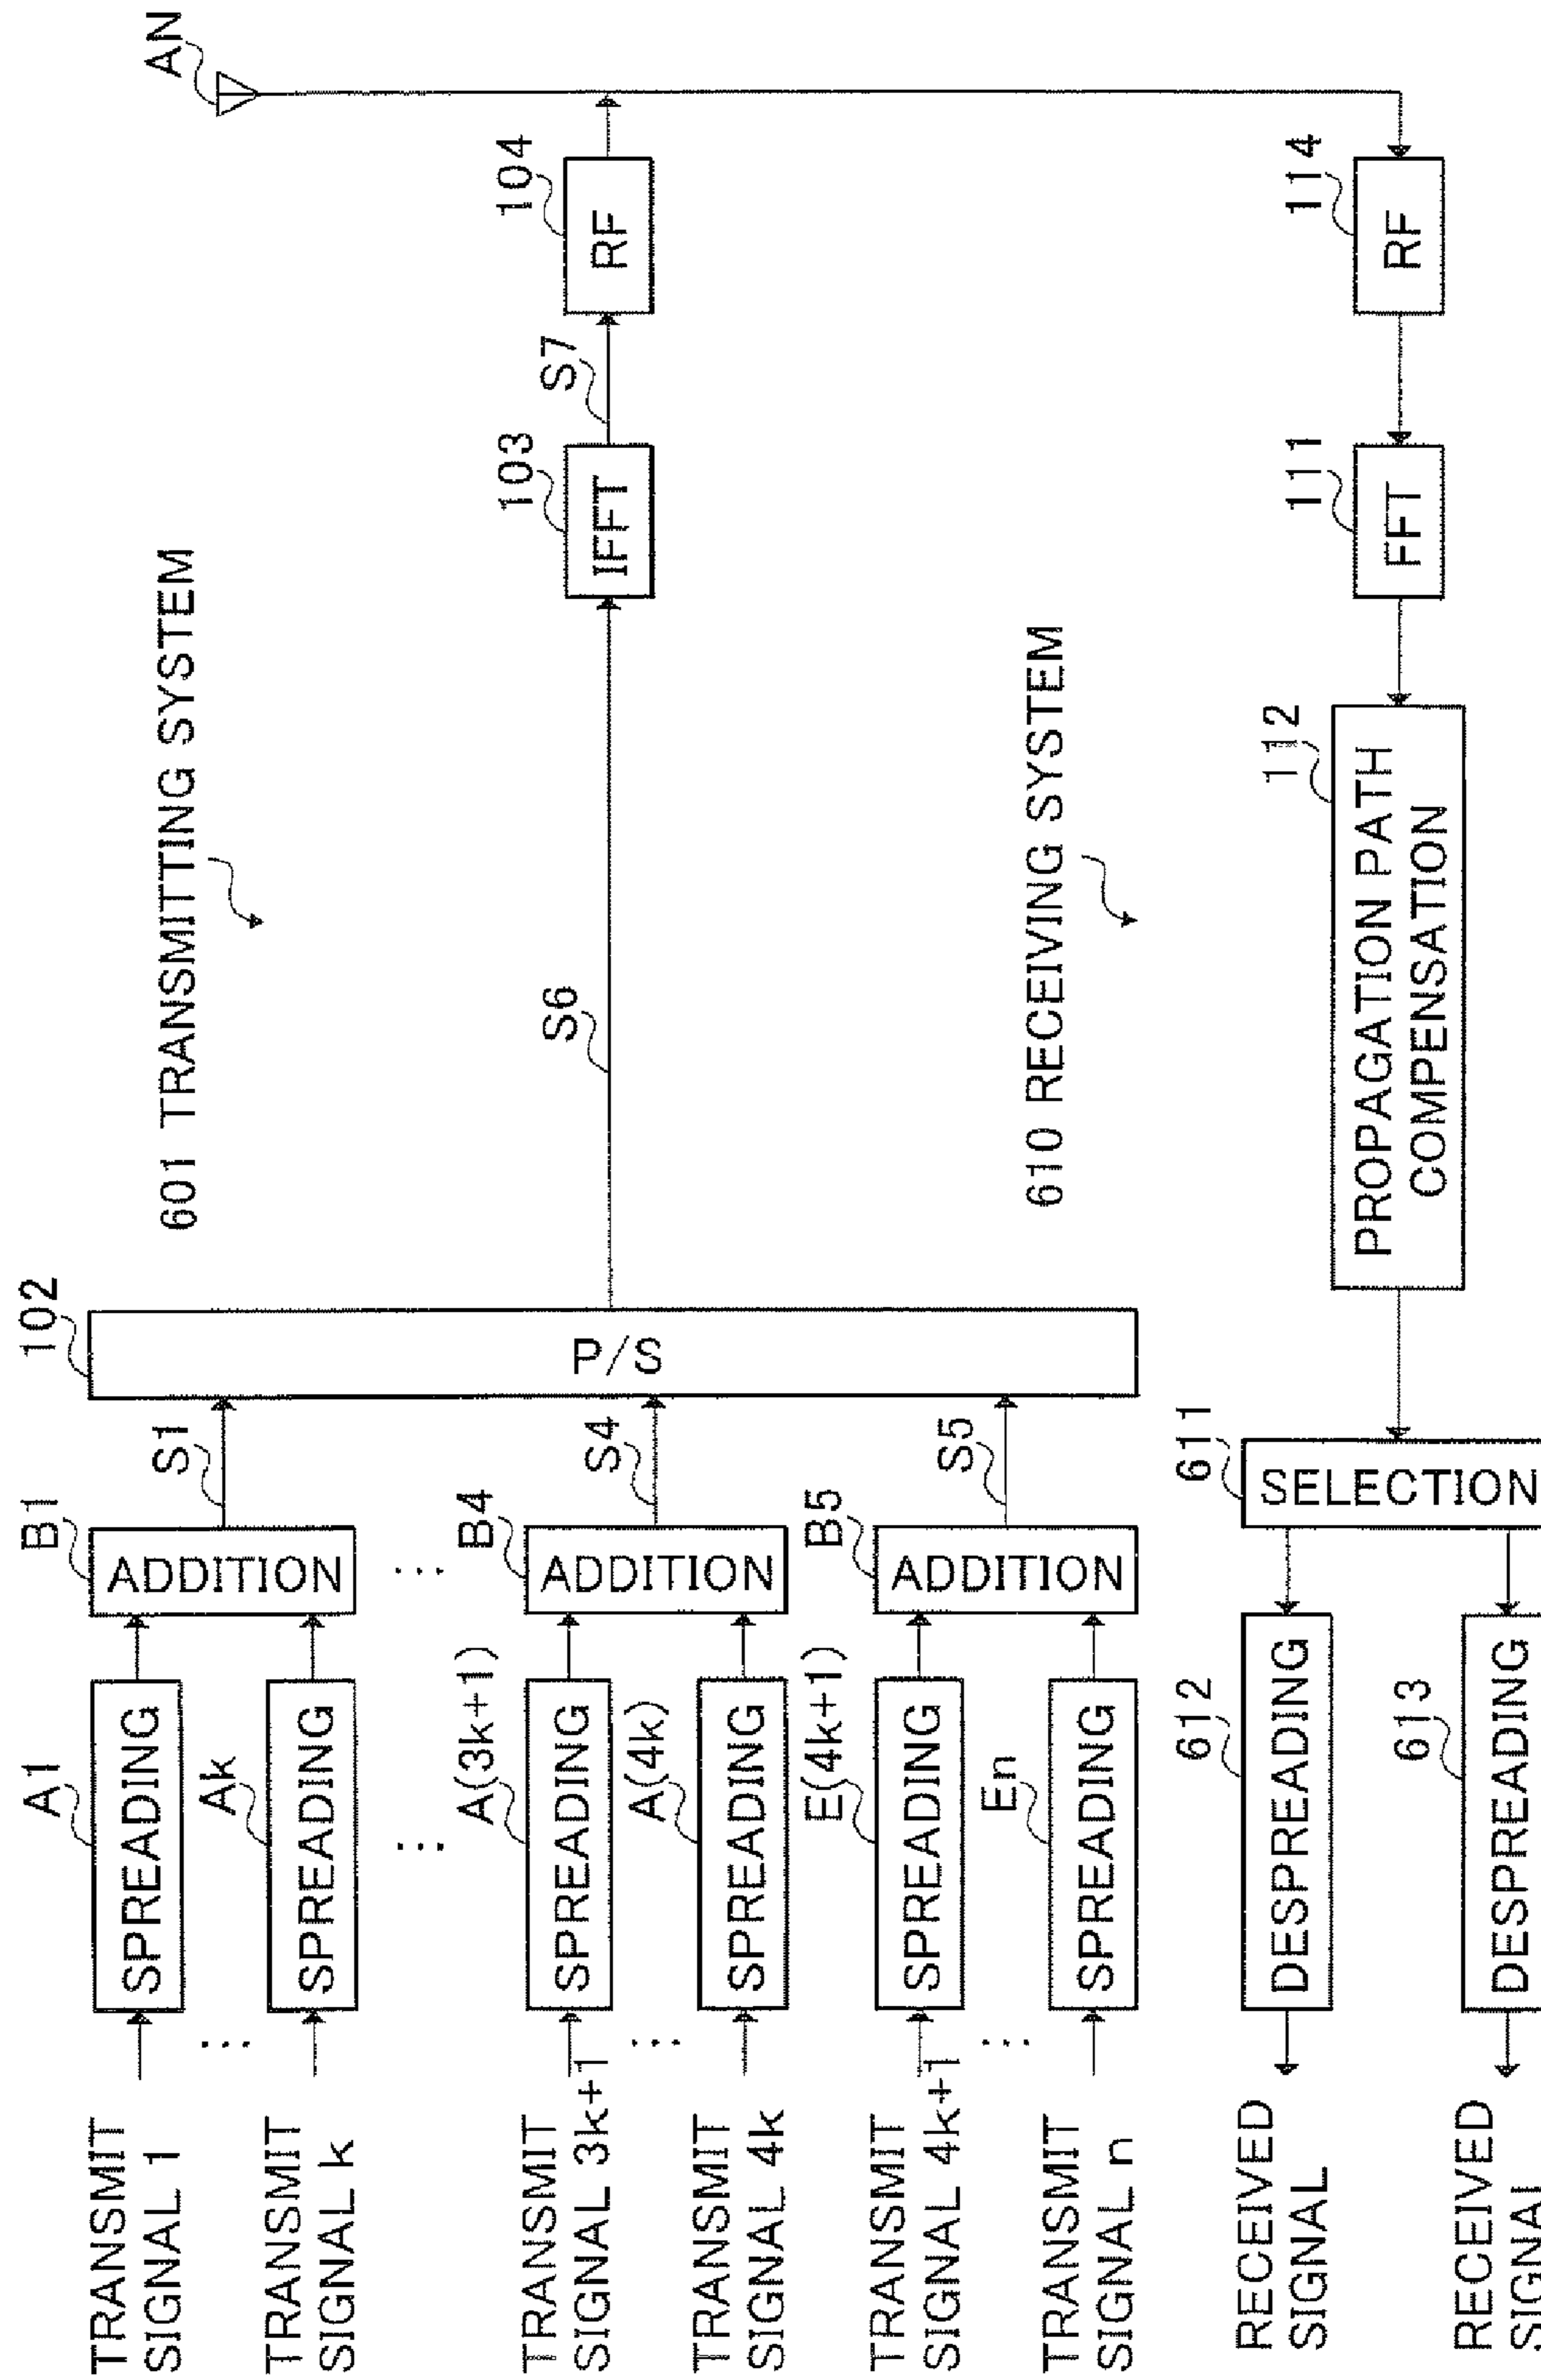 601 TRANSMITTING SYSTEM
AN
TRANSMIT
SIGNAL 1
A1
SPREADING
B1
ADDITION
S1
102
P/S
...
TRANSMIT
SIGNAL k
Ak
SPREADING
...
...
S6
103
IFFT
S7
104
RF
TRANSMIT
SIGNAL 3k+1
A(3k+1)
SPREADING
B4
ADDITION
S4
...
TRANSMIT
SIGNAL 4k
A(4k)
SPREADING
TRANSMIT
SIGNAL 4k+1
E(4k+1)
SPREADING
B5
ADDITION
S5
...
TRANSMIT
SIGNAL n
En
SPREADING
610 RECEIVING SYSTEM
RECEIVED
SIGNAL
612
DESPREADING
611
SELECTION
112
PROPAGATION PATH
COMPENSATION
111
FFT
114
RF
RECEIVED
SIGNAL
613
DESPREADING